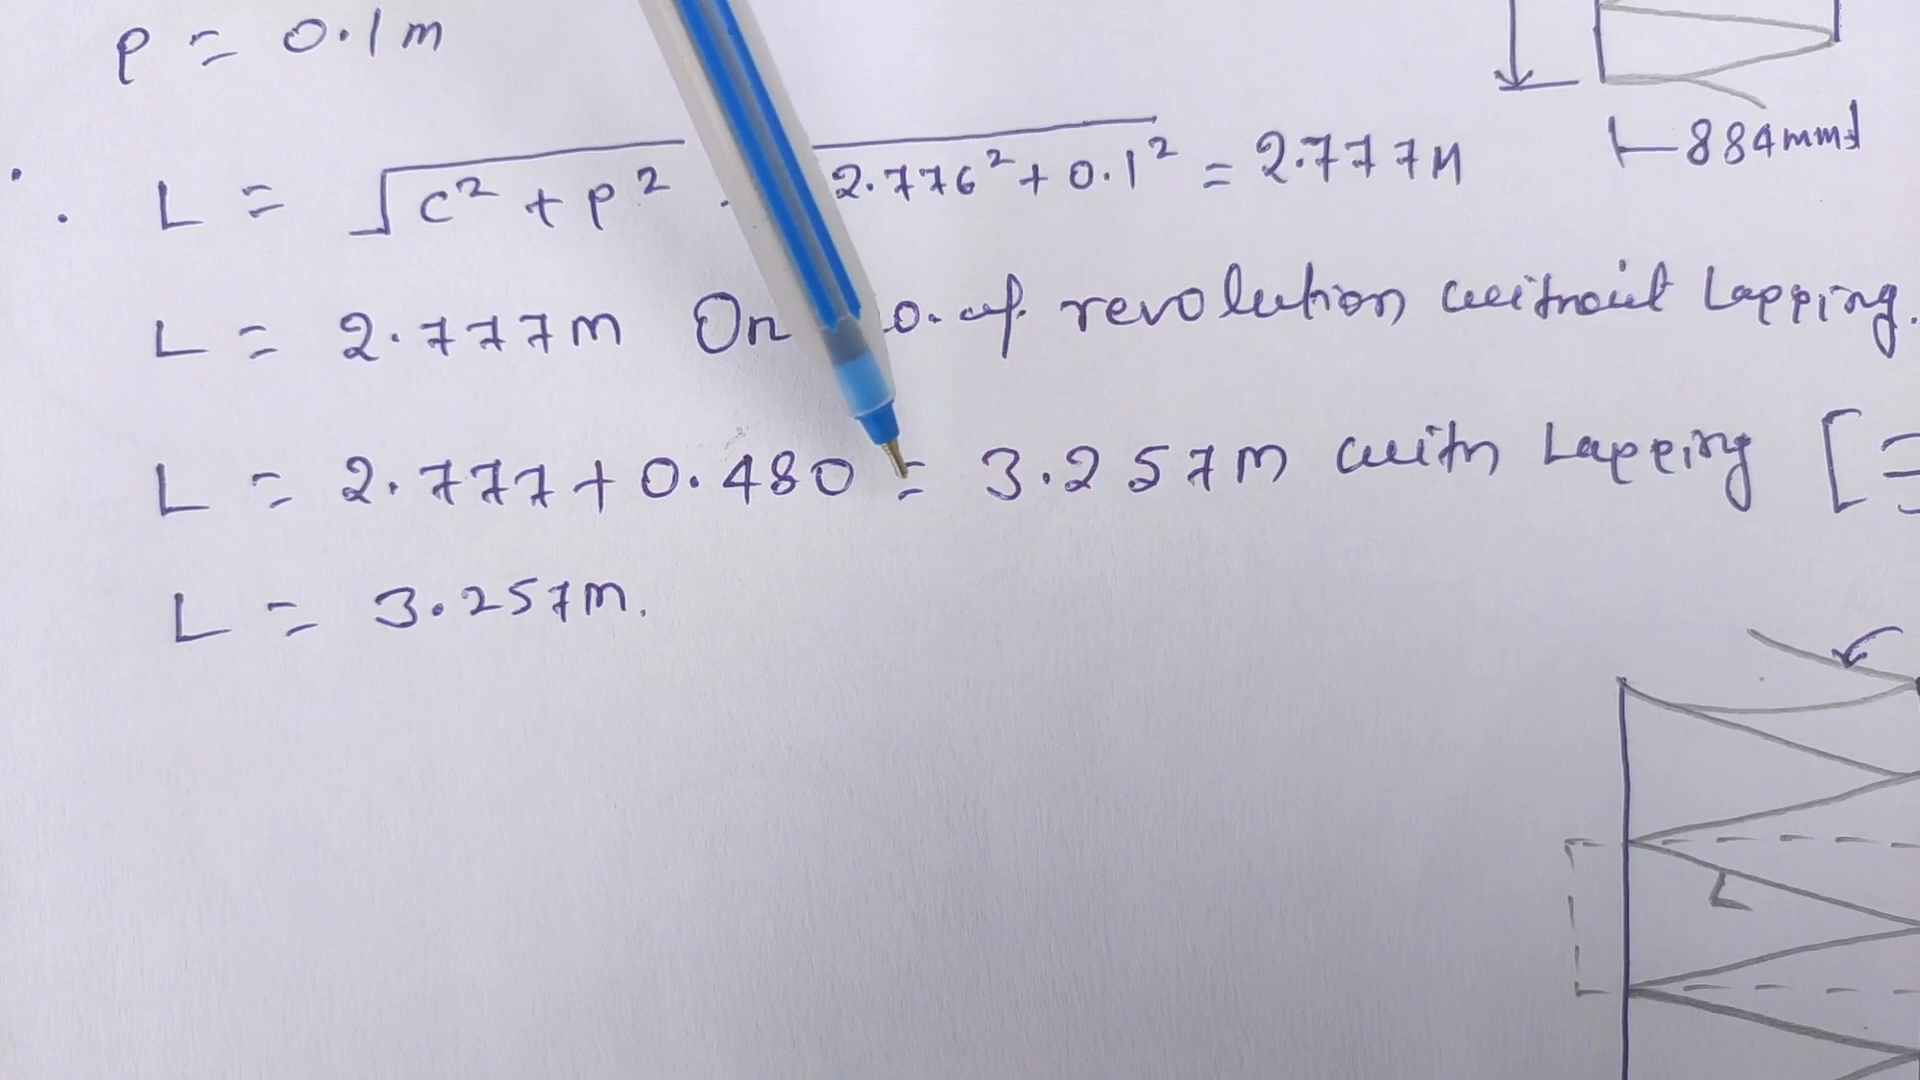 P = 0.1m
L = √c² + p² 2.776² + 0.1² = 2.777M
884mm
L = 2.777m On o. of revolution without Lapping.
L = 2.777 + 0.480 = 3.257m with Lapping [=
L = 3.257m.
L